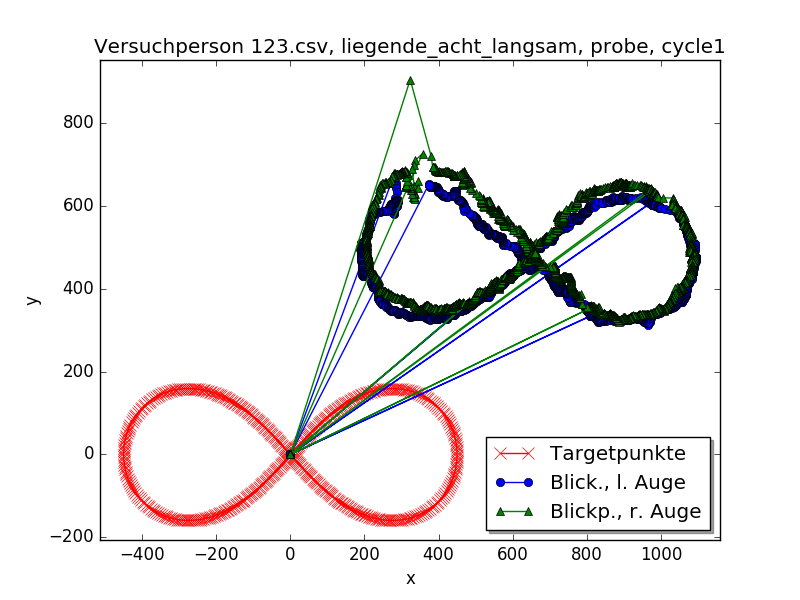 Versuchperson 123.csv, liegende_acht_langsam, probe, cycle1
y
800
600
400
200
0
−200
−400
−200
0
200
400
600
800
1000
x
Targetpunkte
Blick., l. Auge
Blickp., r. Auge